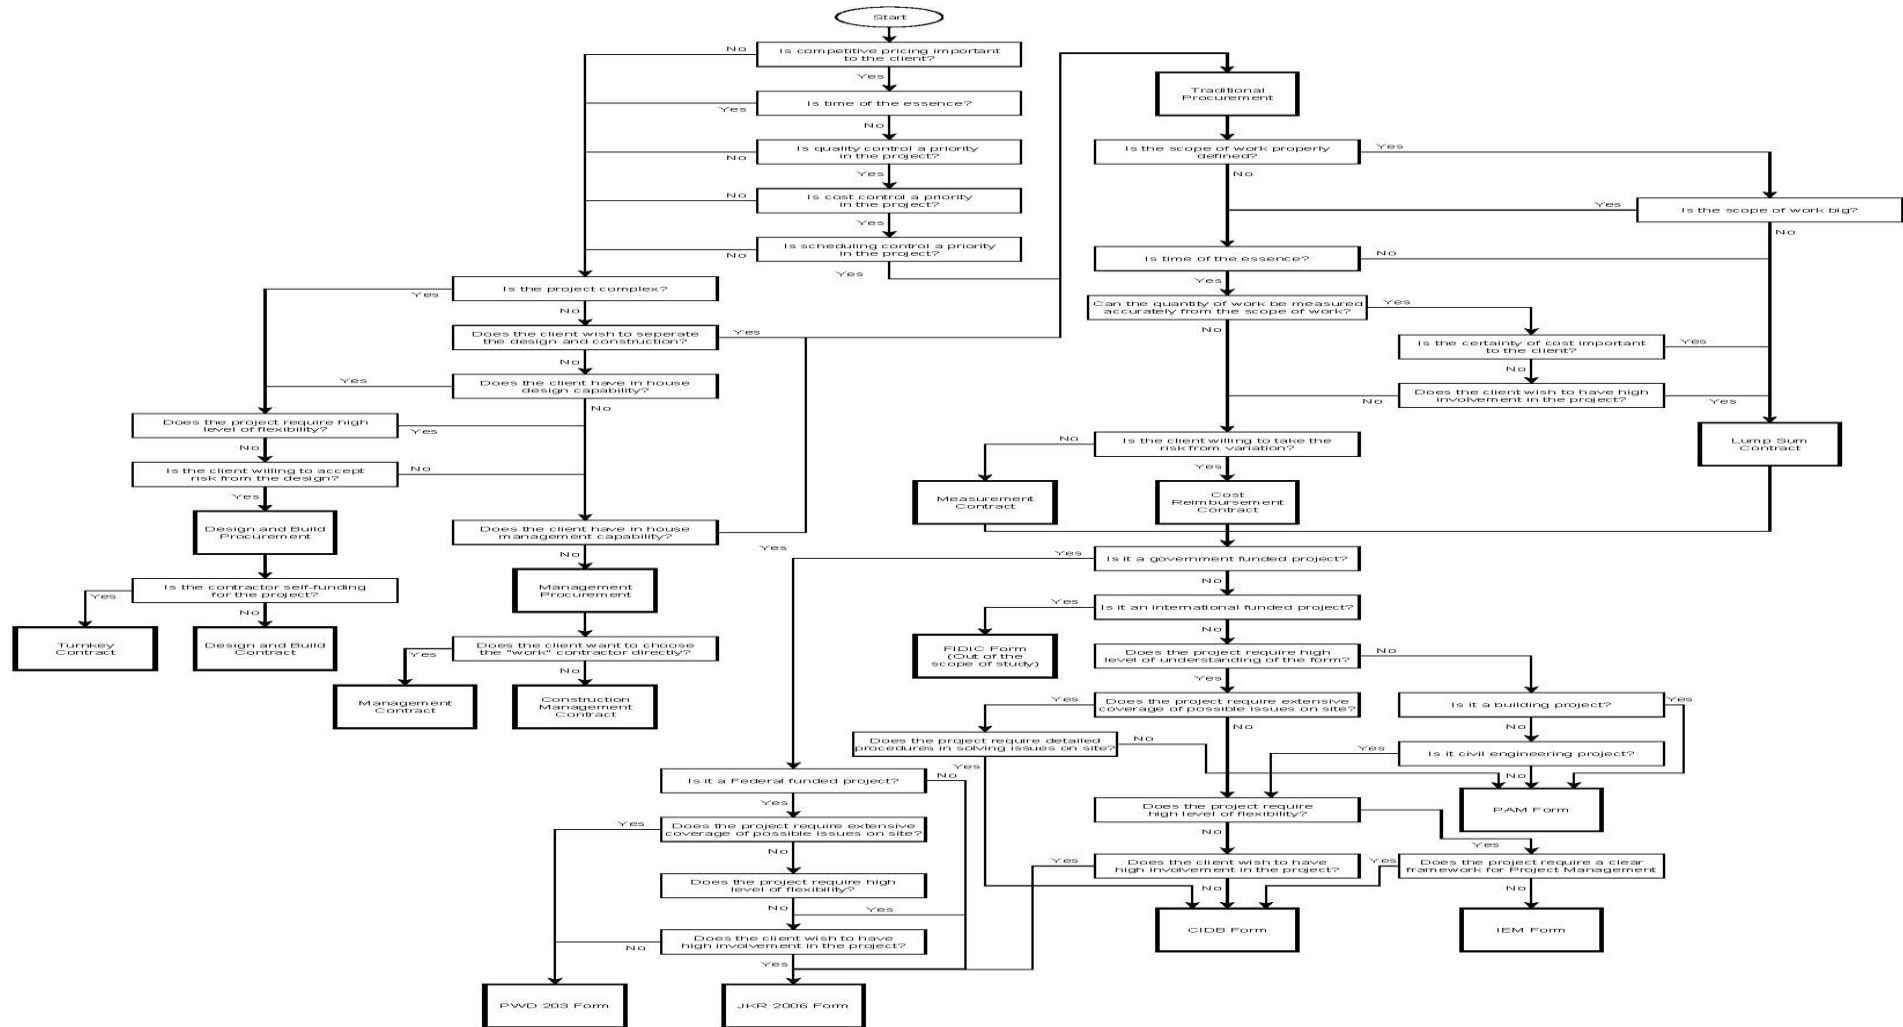 Start
Is competitive pricing important
to the client?
No
Yes
Is time of the essence?
Yes
No
Is quality control a priority
in the project?
No
Yes
Is cost control a priority
in the project?
No
Yes
Is scheduling control a priority
in the project?
No
Yes
Is the project complex?
Yes
No
Does the client wish to seperate
the design and construction?
Yes
No
Does the client have in house
design capability?
Yes
No
Does the project require high
level of flexibility?
Yes
No
Is the client willing to accept
risk from the design?
No
Yes
Design and Build
Procurement
Is the contractor self-funding
for the project?
Yes
No
Turnkey
Contract
Design and Build
Contract
Does the client have in house
management capability?
Yes
No
Management
Procurement
Does the client want to choose
the "work" contractor directly?
Yes
No
Management
Contract
Construction
Management
Contract
Traditional
Procurement
Is the scope of work properly
defined?
Yes
No
Is the scope of work big?
Yes
No
Is time of the essence?
No
Yes
Can the quantity of work be measured
accurately from the scope of work?
Yes
No
Is the certainty of cost important
to the client?
Yes
No
Does the client wish to have high
involvement in the project?
No
Yes
Lump Sum
Contract
Is the client willing to take the
risk from variation?
No
Yes
Measurement
Contract
Cost
Reimbursement
Contract
Is it a government funded project?
Yes
No
Is it an international funded project?
Yes
No
FIDIC Form
(Out of the
scope of study)
Does the project require high
level of understanding of the form?
No
Yes
Does the project require extensive
coverage of possible issues on site?
Yes
No
Is it a building project?
Yes
No
Does the project require detailed
procedures in solving issues on site?
No
Yes
Is it civil engineering project?
Yes
No
PAM Form
Is it a Federal funded project?
No
Yes
Does the project require
high level of flexibility?
Yes
No
Does the project require extensive
coverage of possible issues on site?
Yes
No
Does the client wish to have
high involvement in the project?
Yes
No
Does the project require a clear
framework for Project Management
Yes
No
Does the project require high
level of flexibility?
No
Yes
CIDB Form
IEM Form
Does the client wish to have
high involvement in the project?
No
Yes
PWD 203 Form
JKR 2006 Form